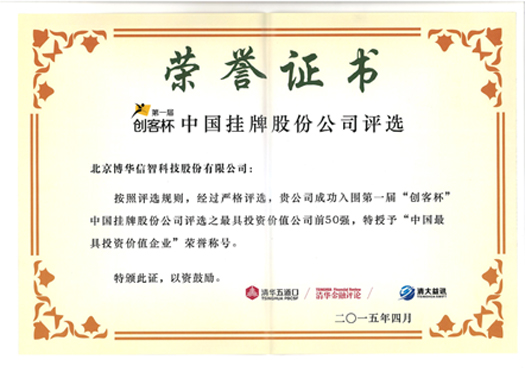 荣誉证书
第一届
创客杯 中国挂牌股份公司评选
北京博华信智科技股份有限公司：
按照评选规则，经过严格评选，贵公司成功入围第一届“创客杯”
中国挂牌股份公司评选之最具投资价值公司前50强，特授予“中国最
具投资价值企业”荣誉称号。
特颁此证，以资鼓励。
清华五道口 TSINGHUA PBCSF
TSINGHUA Financial Review 清华金融评论
清大益讯
二〇一五年四月